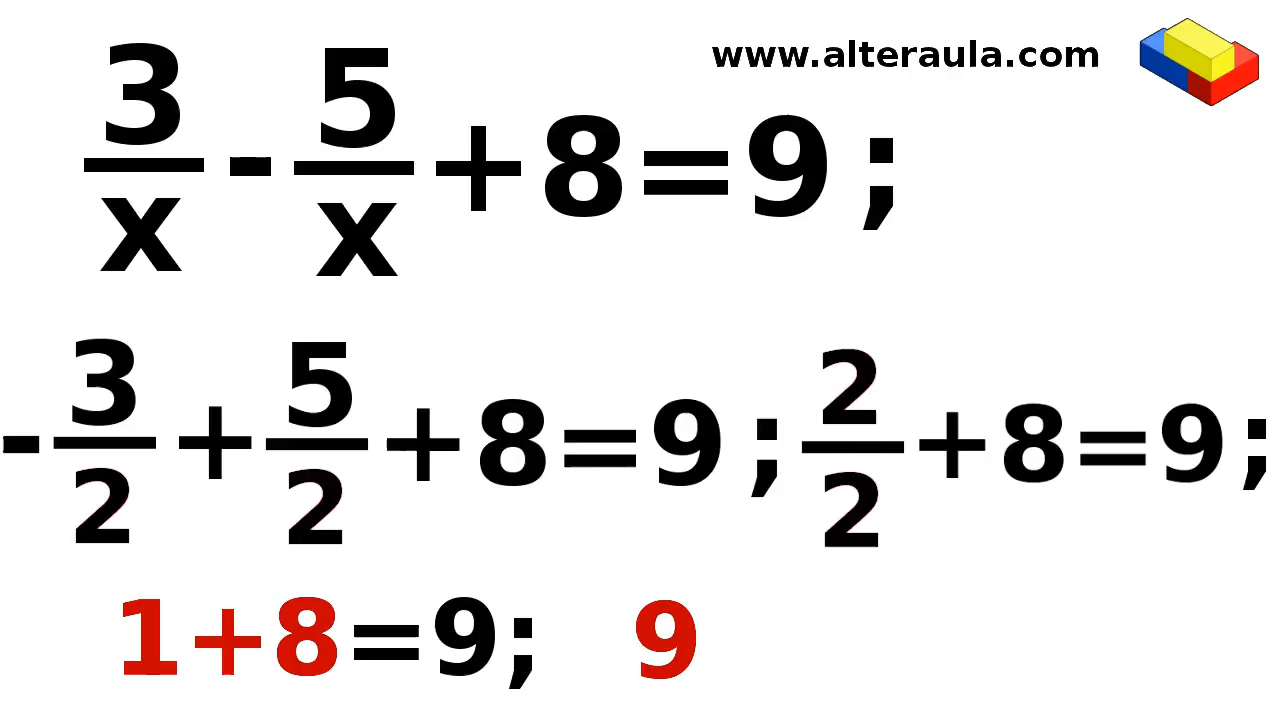 www.alteraula.com
3/x - 5/x + 8 = 9 ;
-3/2 + 5/2 + 8 = 9 ; 2/2 + 8 = 9 ;
1+8=9; 9